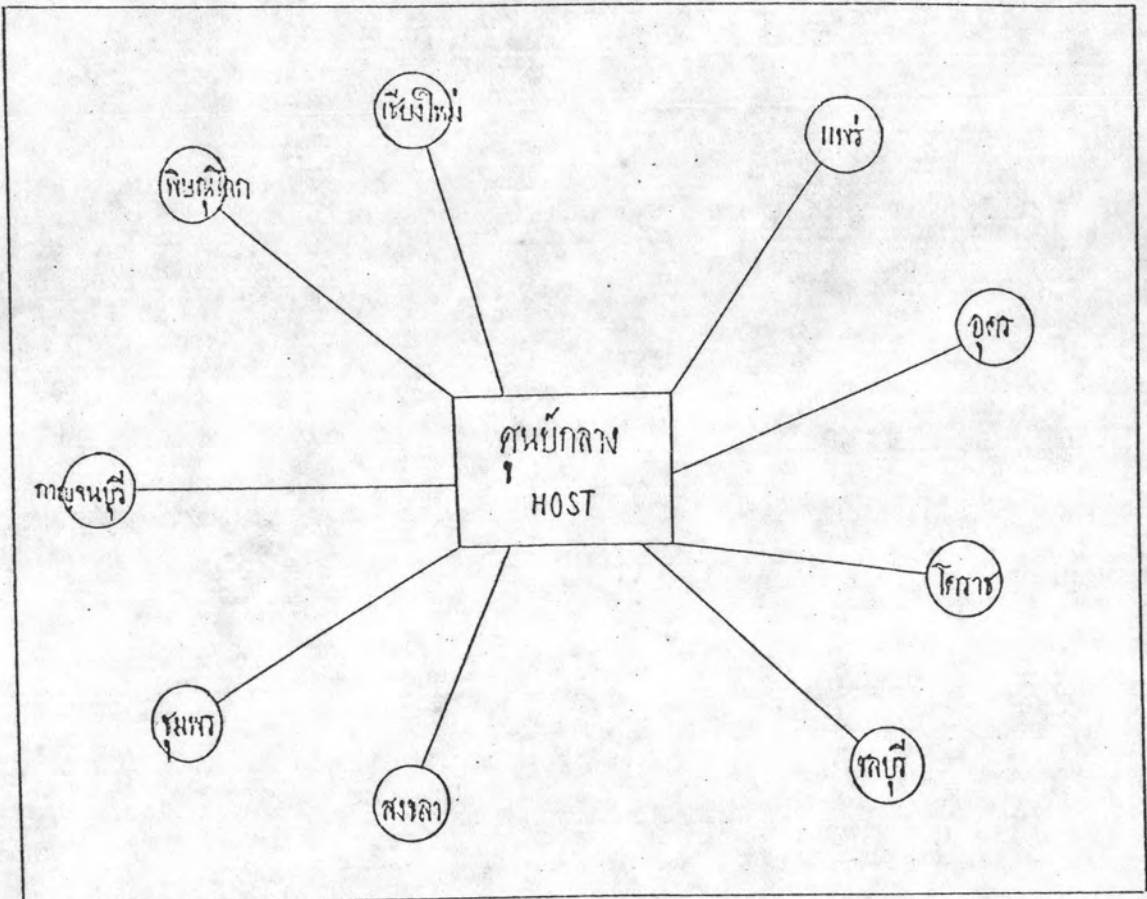 เชียงใหม่
แพร่
พิษณุโลก
อุดร
ศูนย์กลาง
HOST
กาญจนบุรี
โคราช
ชุมพร
ชลบุรี
สงขลา